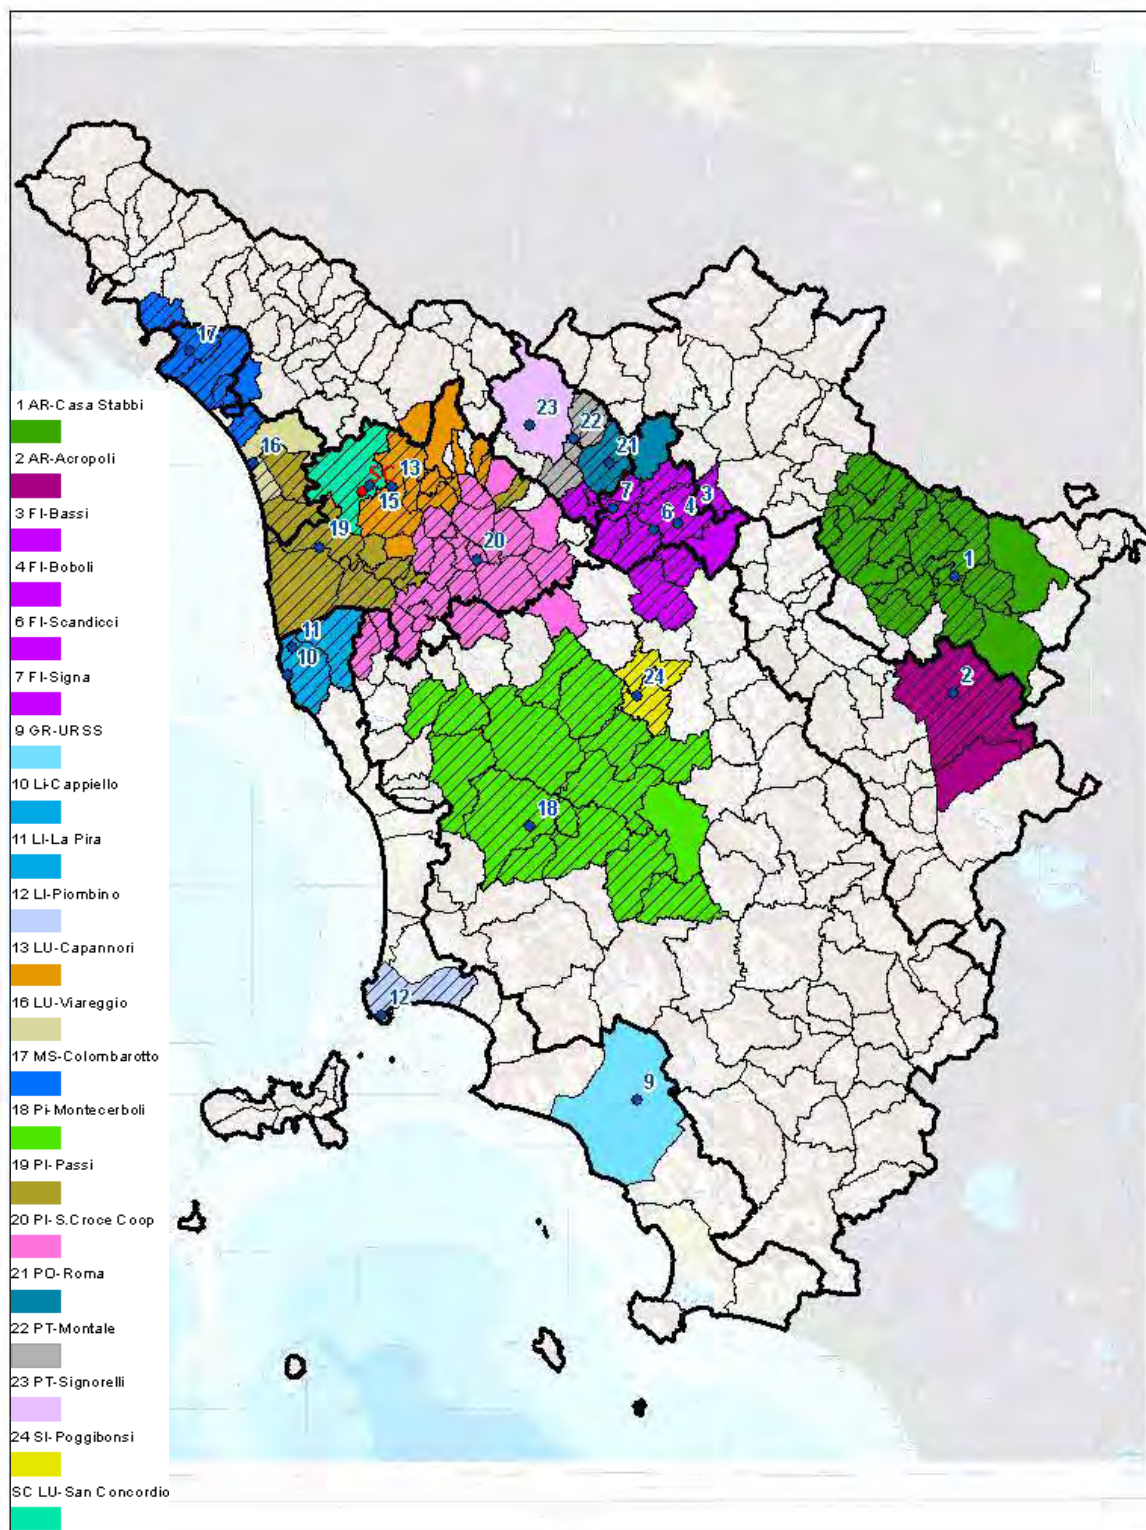 1 AR-Casa Stabbi
2 AR-Acropoli
3 FI-Bassi
4 FI-Boboli
6 FI-Scandicci
7 FI-Signa
9 GR-URSS
10 LI-Cappiello
11 LI-La Pira
12 LI-Piombino
13 LU-Capannori
16 LU-Viareggio
17 MS-Colombarotto
18 PI-Montecerboli
19 PI-Passi
20 PI-S.Croce Coop
21 PO-Roma
22 PT-Montale
23 PT-Signorelli
24 SI-Poggibonsi
SC LU-San Concordio
17
23
22
16
21
SC
13
15
7
3
4
6
19
20
1
11
10
24
2
18
12
9